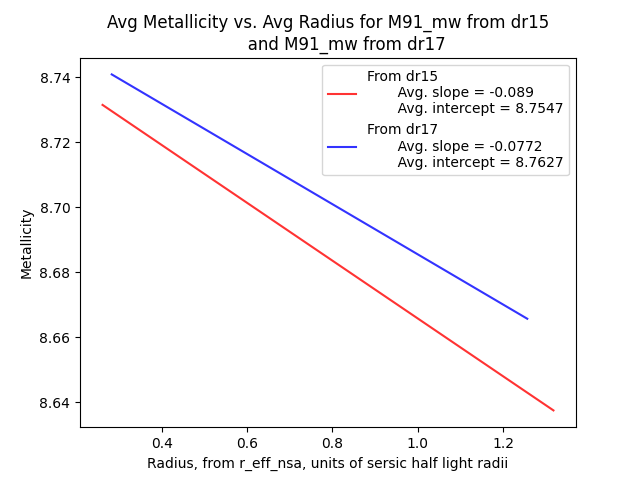 Avg Metallicity vs. Avg Radius for M91_mw from dr15
and M91_mw from dr17
From dr15
Avg. slope = -0.089
Avg. intercept = 8.7547
From dr17
Avg. slope = -0.0772
Avg. intercept = 8.7627
Metallicity
8.74
8.72
8.70
8.68
8.66
8.64
0.4 0.6 0.8 1.0 1.2
Radius, from r_eff_nsa, units of sersic half light radii